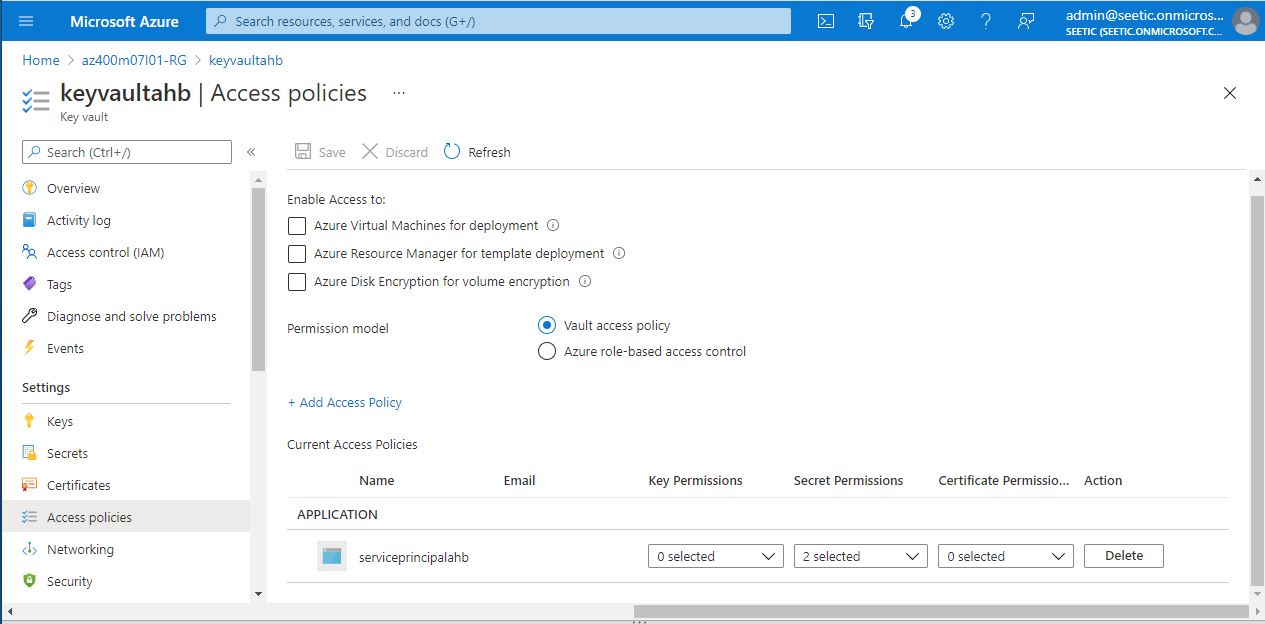 Microsoft Azure
Search resources, services, and docs (G+/)
3
admin@seetic.onmicros...
SEETIC (SEETIC.ONMICROSOFT.C...
Home > az400m07l01-RG > keyvaultahb
keyvaultahb | Access policies ...
Key vault
Search (Ctrl+/)
«
Overview
Activity log
Access control (IAM)
Tags
Diagnose and solve problems
Events
Settings
Keys
Secrets
Certificates
Access policies
Networking
Security
Save Discard Refresh
Enable Access to:
Azure Virtual Machines for deployment
Azure Resource Manager for template deployment
Azure Disk Encryption for volume encryption
Permission model
Vault access policy
Azure role-based access control
+ Add Access Policy
Current Access Policies
Name Email Key Permissions Secret Permissions Certificate Permissio... Action
APPLICATION
serviceprincipalahb 0 selected 2 selected 0 selected Delete